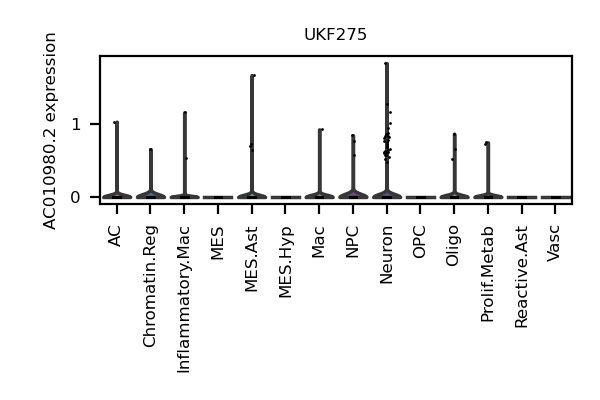 UKF275
AC010980.2 expression
1
0
AC
Chromatin.Reg
Inflammatory.Mac
MES
MES.Ast
MES.Hyp
Mac
NPC
Neuron
OPC
Oligo
Prolif.Metab
Reactive.Ast
Vasc